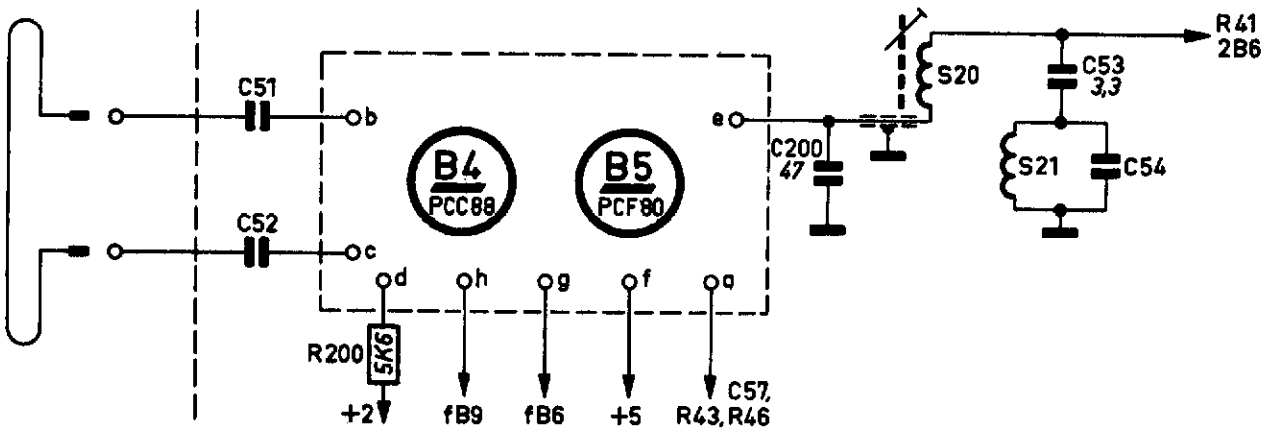 R41
2B6
C53
3,3
S20
C51
b
e
B4
PCC88
B5
PCF80
C200
47
S21
C54
C52
c
d
h
g
f
a
R200
5K6
+2
fB9
fB6
+5
C57,
R43, R46